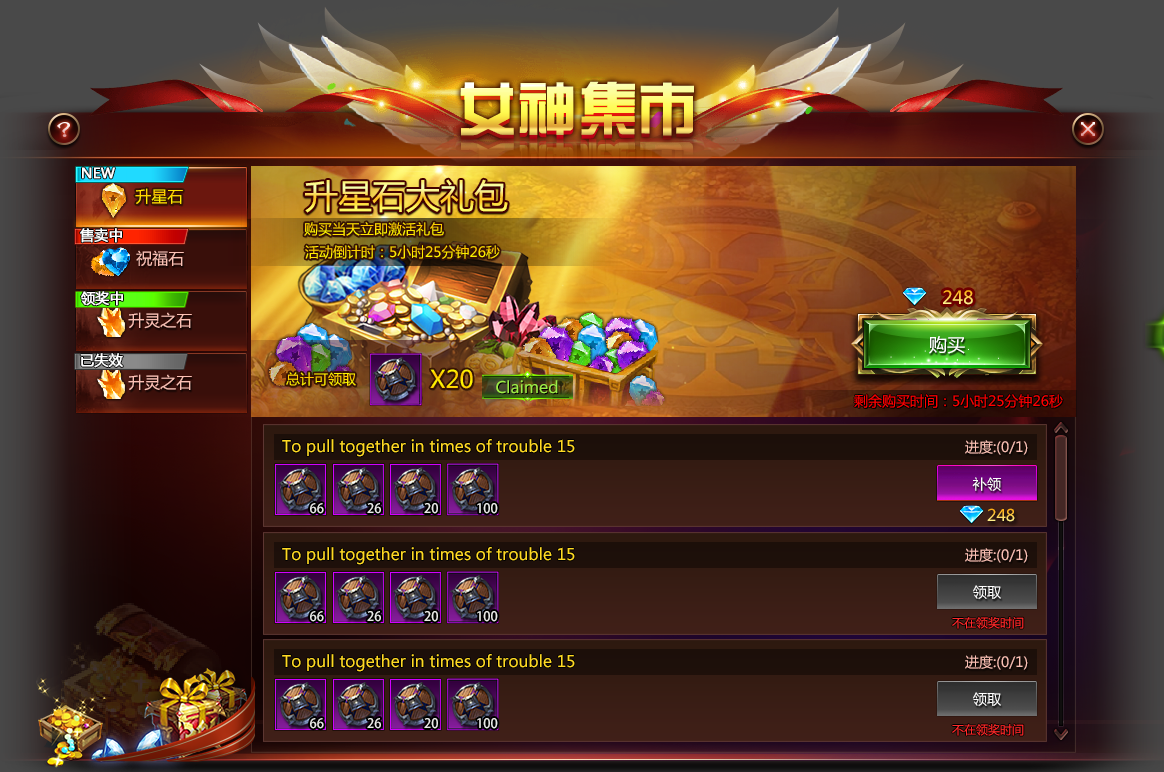 女神集市
?
NEW
升星石
售卖中
祝福石
领奖中
升灵之石
已失效
升灵之石
升星石大礼包
购买当天立即激活礼包
活动倒计时：5小时25分钟26秒
总计可领取
X20
Claimed
248
购买
剩余购买时间：5小时25分钟26秒
To pull together in times of trouble 15
进度:(0/1)
66
26
20
100
补领
248
To pull together in times of trouble 15
进度:(0/1)
66
26
20
100
领取
不在领奖时间
To pull together in times of trouble 15
进度:(0/1)
66
26
20
100
领取
不在领奖时间